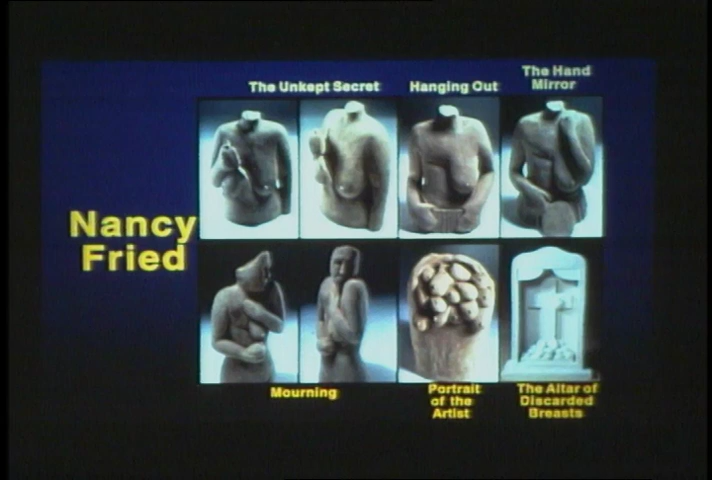 The Unkept Secret
Hanging Out
The Hand
Mirror
Nancy
Fried
Mourning
Portrait
of the
Artist
The Altar of
Discarded
Breasts